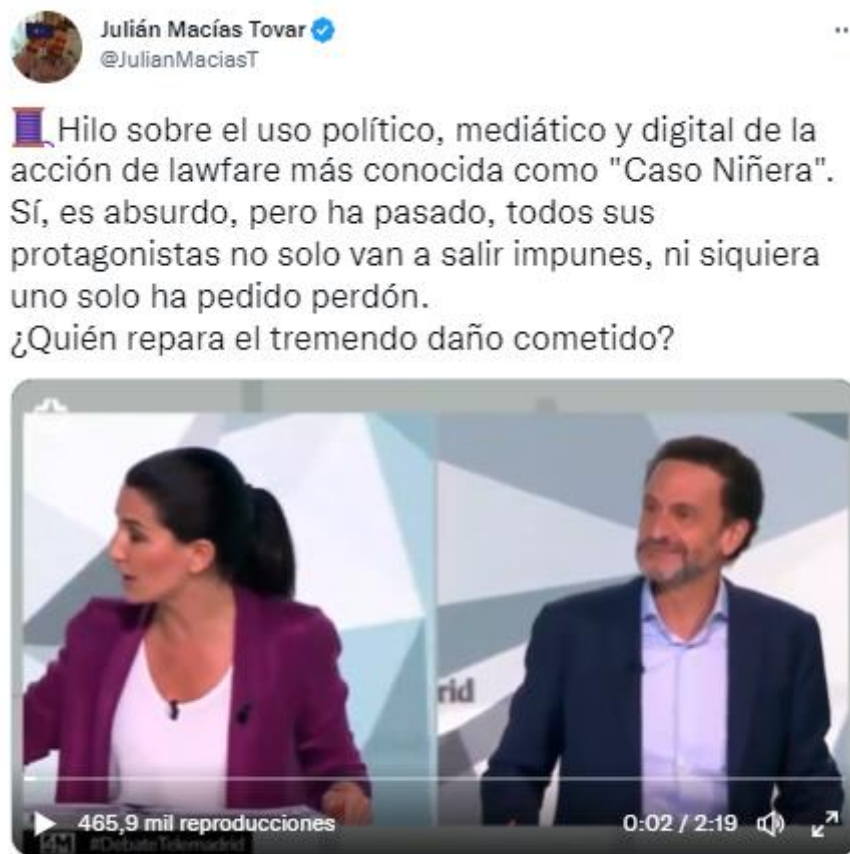 Julián Macías Tovar
@JulianMaciasT
Hilo sobre el uso político, mediático y digital de la
acción de lawfare más conocida como "Caso Niñera".
Sí, es absurdo, pero ha pasado, todos sus
protagonistas no solo van a salir impunes, ni siquiera
uno solo ha pedido perdón.
¿Quién repara el tremendo daño cometido?
rid
465,9 mil reproducciones
0:02 / 2:19
4M #DebateTelemadrid